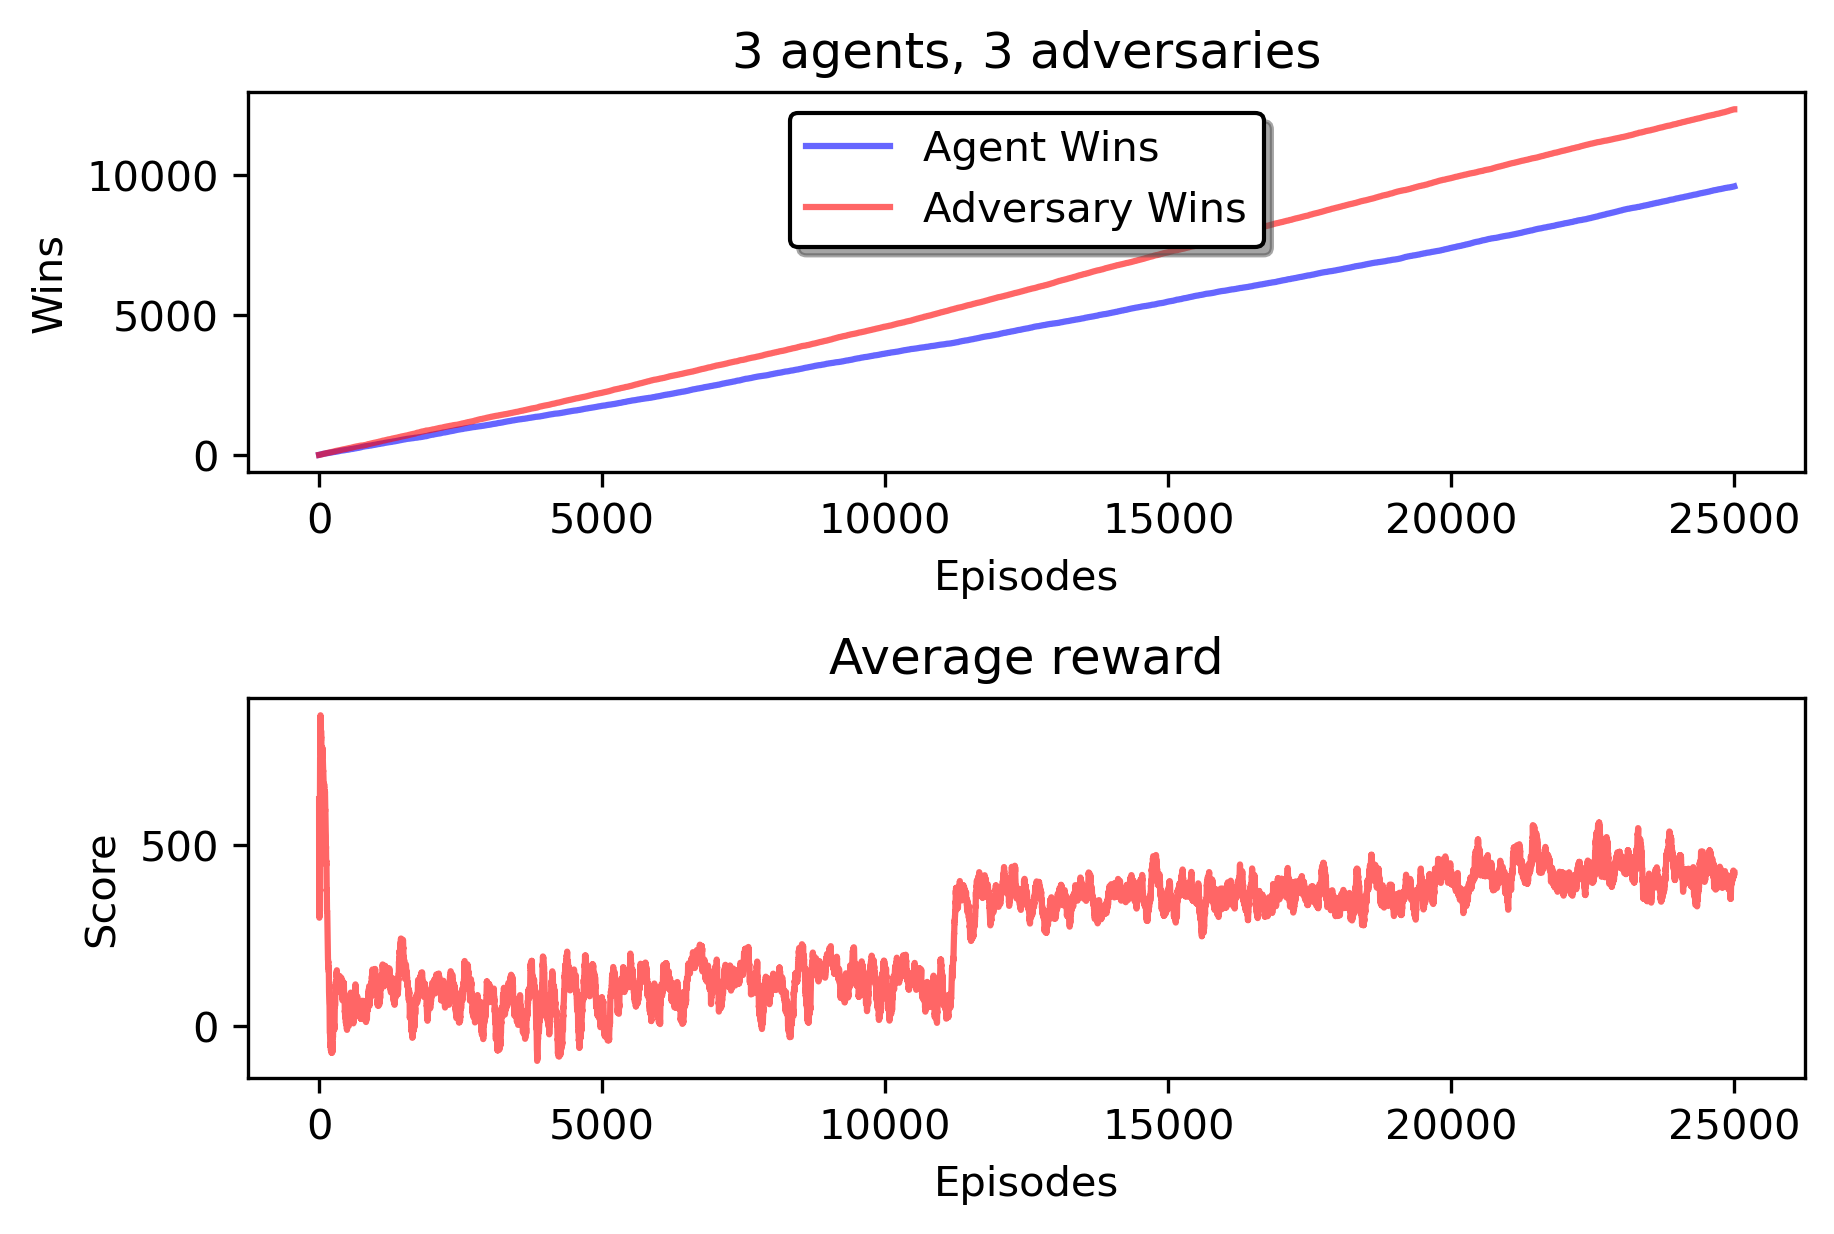 3 agents, 3 adversaries
Agent Wins
Adversary Wins
Wins
10000
5000
0
0 5000 10000 15000 20000 25000
Episodes
Average reward
Score
500
0
0 5000 10000 15000 20000 25000
Episodes